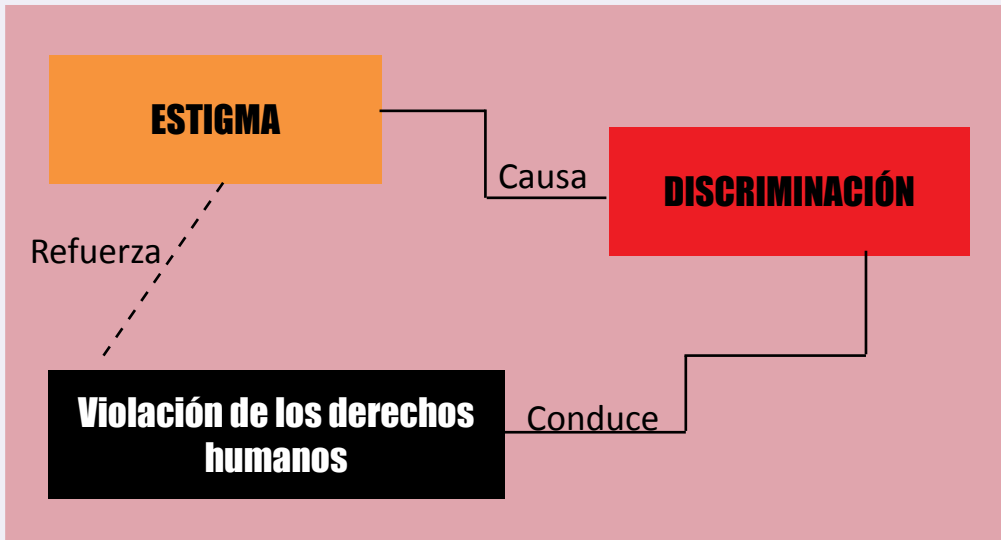 ESTIGMA
Causa
DISCRIMINACIÓN
Refuerza
Violación de los derechos
humanos
Conduce